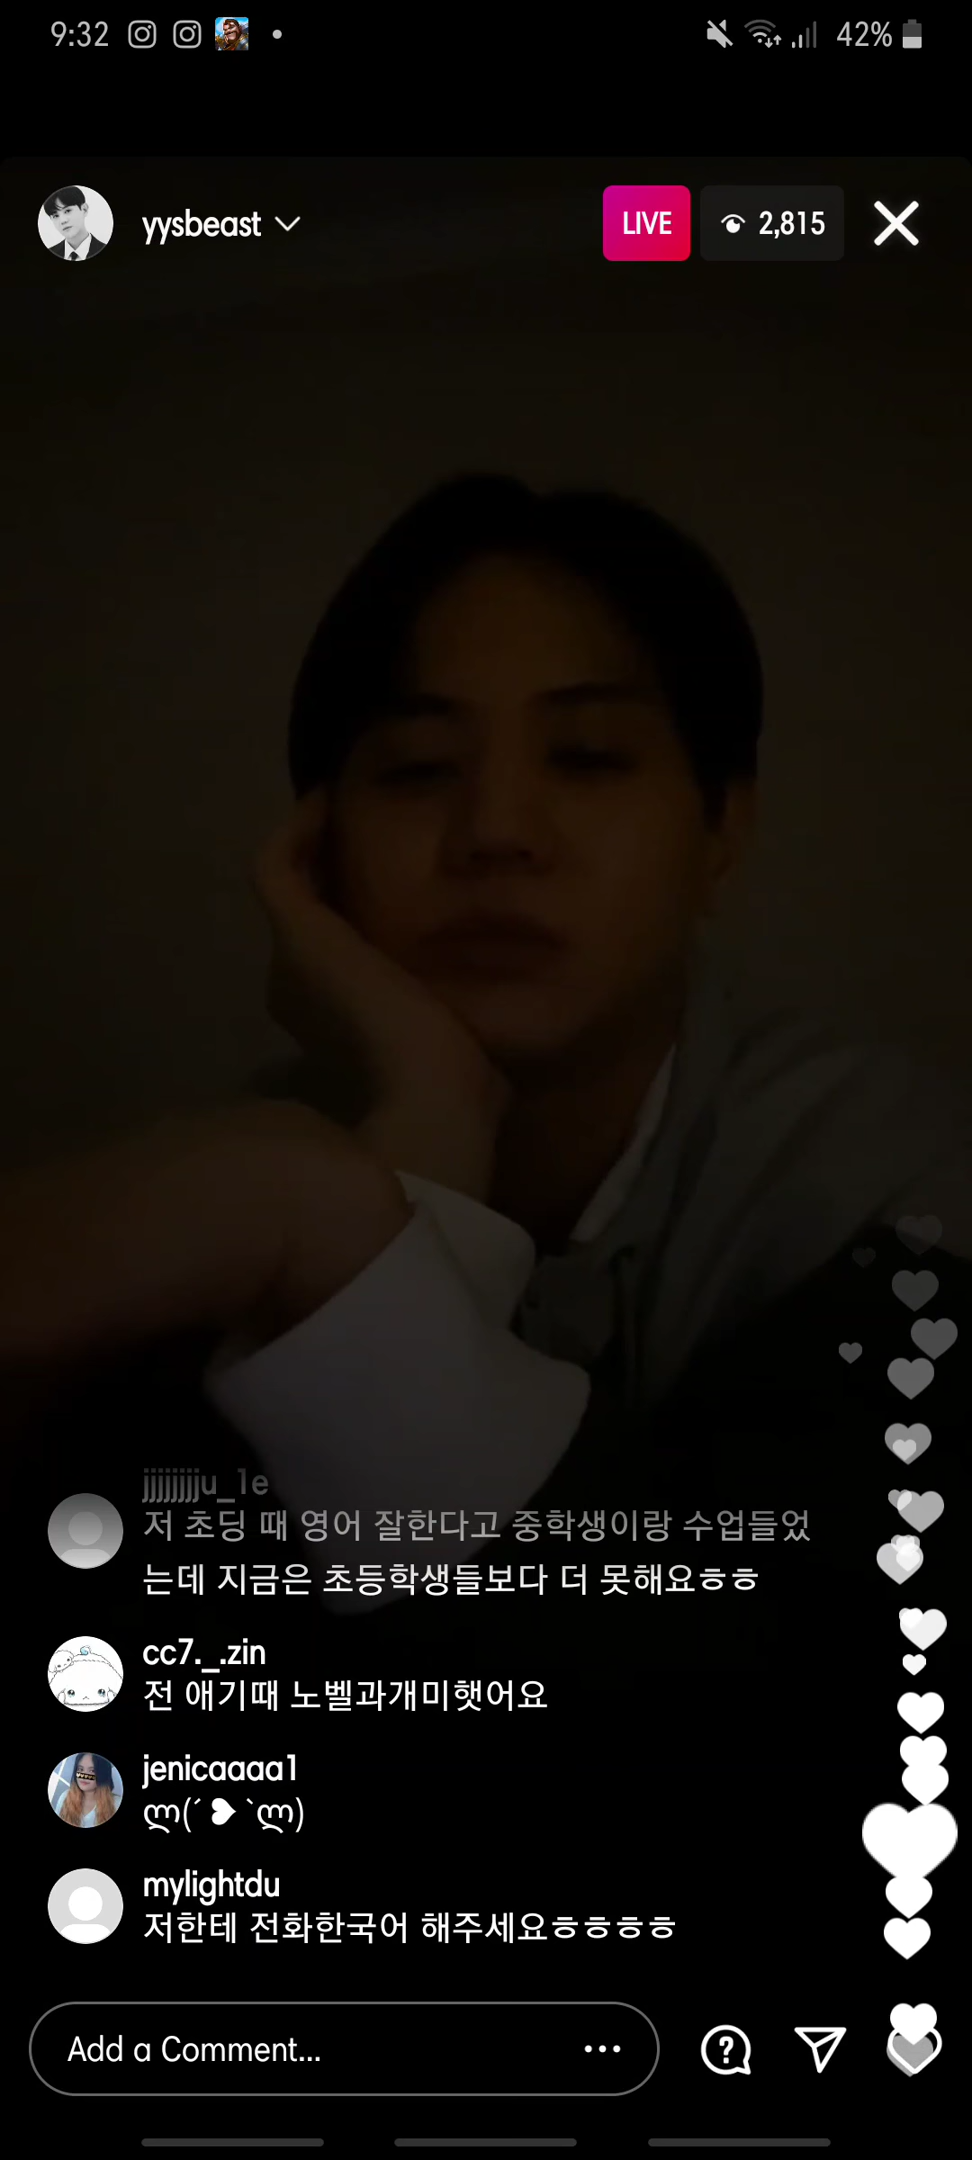 9:32
42%
yysbeast
LIVE
2,815
jjjjjjjju_1e
저 초딩 때 영어 잘한다고 중학생이랑 수업들었
는데 지금은 초등학생들보다 더 못해요ㅎㅎ
cc7._.zin
전 애기때 노벨과개미햇어요
jenicaaaa1
ლ(´ ❥ `ლ)
mylightdu
저한테 전화한국어 해주세요ㅎㅎㅎㅎ
Add a Comment...